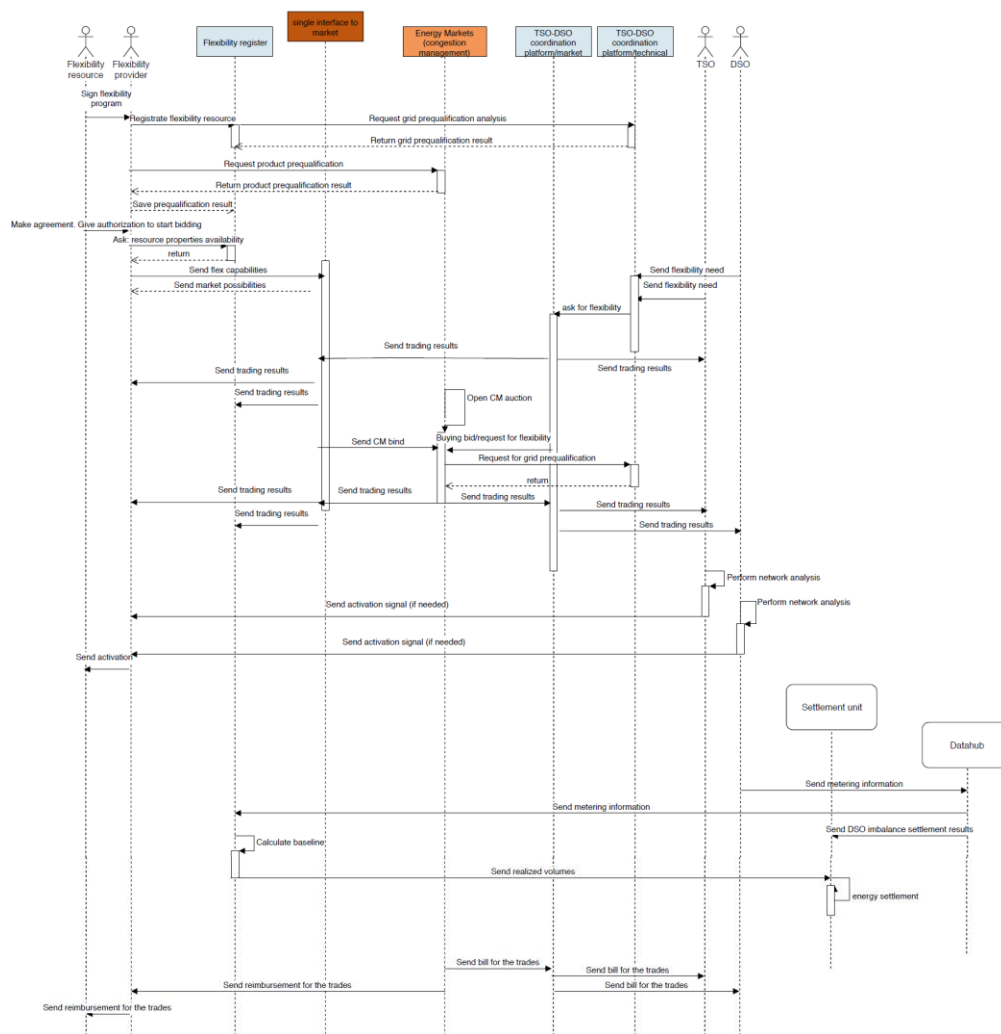 single interface to
market
Flexibility register
Energy Markets
(congestion
management)
TSO-DSO
coordination
platform/market
TSO-DSO
coordination
platform/technical
Flexibility
resource
Flexibility
provider
TSO
DSO
Sign flexibility
program
Registrate flexibility resource
Request grid prequalification analysis
Return grid prequalification result
Request product prequalification
Return product prequalification result
Save prequalification result
Make agreement. Give authorization to start bidding
Ask: resource properties availability
return
Send flex capabilities
Send flexibility need
Send market possibilities
Send flexibility need
ask for flexibility
Send trading results
Send trading results
Send trading results
Send trading results
Open CM auction
Send CM bind
Buying bid/request for flexibility
Request for grid prequalification
return
Send trading results
Send trading results
Send trading results
Send trading results
Send trading results
Send trading results
Perform network analysis
Send activation signal (if needed)
Perform network analysis
Send activation signal (if needed)
Send activation
Settlement unit
Datahub
Send metering information
Send metering information
Send DSO imbalance settlement results
Calculate baseline
Send realized volumes
energy settlement
Send bill for the trades
Send bill for the trades
Send reimbursement for the trades
Send bill for the trades
Send reimbursement for the trades